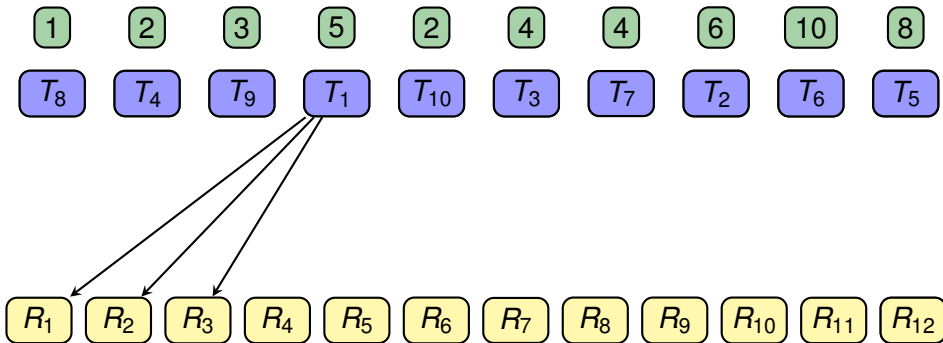 1 2 3 5 2 4 4 6 10 8
T₈ T₄ T₉ T₁ T₁₀ T₃ T₇ T₂ T₆ T₅
R₁ R₂ R₃ R₄ R₅ R₆ R₇ R₈ R₉ R₁₀ R₁₁ R₁₂